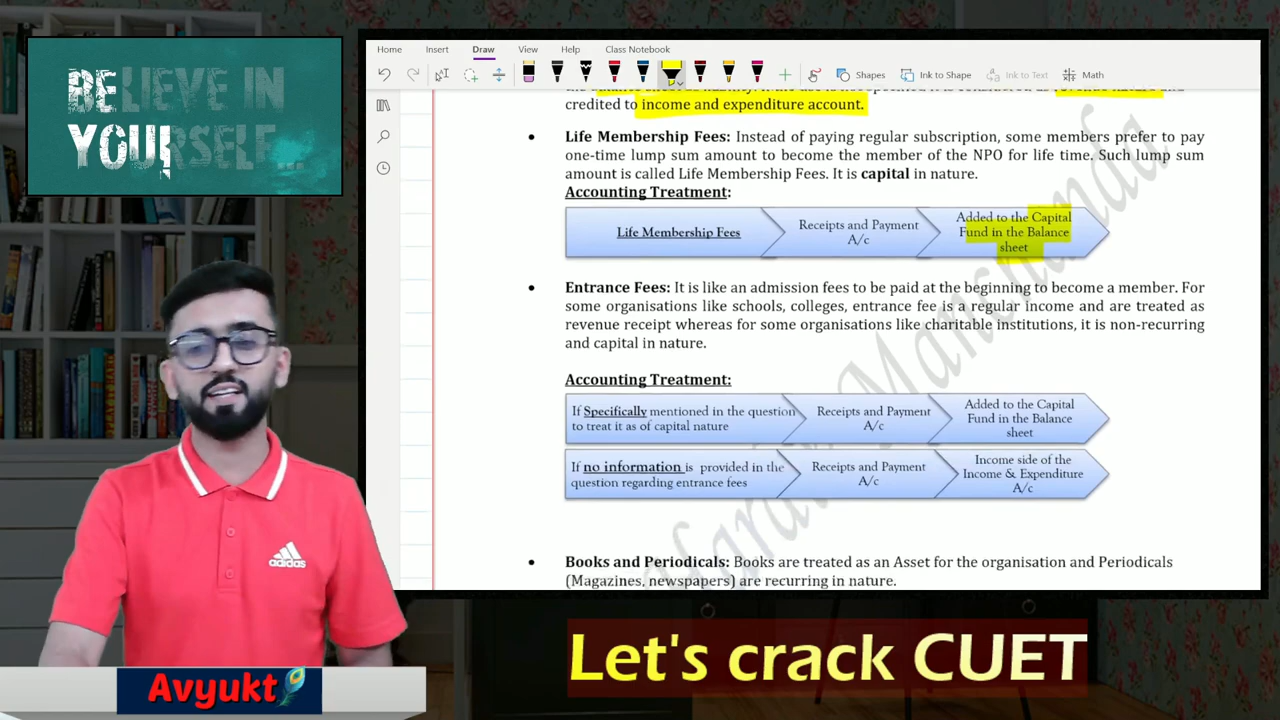 BELIEVE IN
YOURSELF...
Home Insert Draw View Help Class Notebook
Shapes Ink to Shape Ink to Text Math
credited to income and expenditure account.
• Life Membership Fees: Instead of paying regular subscription, some members prefer to pay
one-time lump sum amount to become the member of the NPO for life time. Such lump sum
amount is called Life Membership Fees. It is capital in nature.
Accounting Treatment:
Life Membership Fees
Receipts and Payment
A/c
Added to the Capital
Fund in the Balance
sheet
• Entrance Fees: It is like an admission fees to be paid at the beginning to become a member. For
some organisations like schools, colleges, entrance fee is a regular income and are treated as
revenue receipt whereas for some organisations like charitable institutions, it is non-recurring
and capital in nature.
Accounting Treatment:
If Specifically mentioned in the question
to treat it as of capital nature
Receipts and Payment
A/c
Added to the Capital
Fund in the Balance
sheet
If no information is provided in the
question regarding entrance fees
Receipts and Payment
A/c
Income side of the
Income & Expenditure
A/c
• Books and Periodicals: Books are treated as an Asset for the organisation and Periodicals
(Magazines, newspapers) are recurring in nature.
adidas
Avyukt
Let's crack CUET